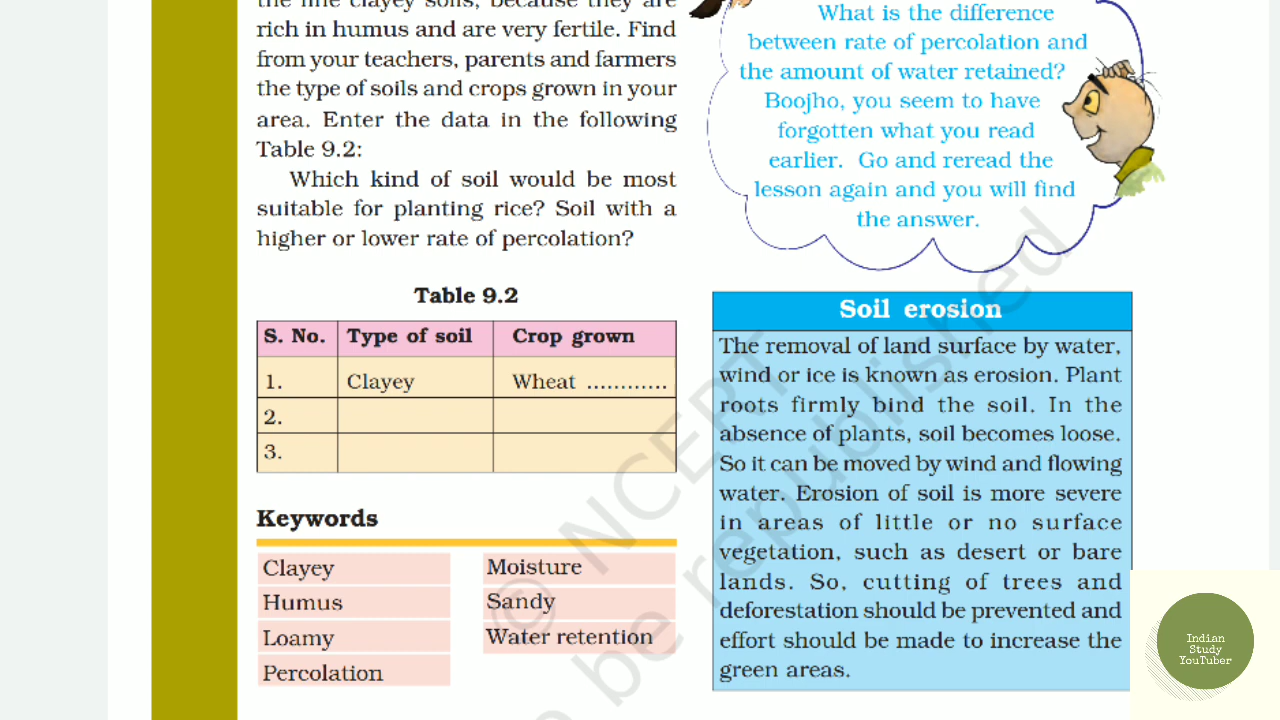 the fine clayey soils, because they are
rich in humus and are very fertile. Find
from your teachers, parents and farmers
the type of soils and crops grown in your
area. Enter the data in the following
Table 9.2:
Which kind of soil would be most
suitable for planting rice? Soil with a
higher or lower rate of percolation?
Table 9.2
S. No. Type of soil Crop grown
1. Clayey Wheat ............
2.
3.
Keywords
Clayey Moisture
Humus Sandy
Loamy Water retention
Percolation
What is the difference
between rate of percolation and
the amount of water retained?
Boojho, you seem to have
forgotten what you read
earlier. Go and reread the
lesson again and you will find
the answer.
Soil erosion
The removal of land surface by water,
wind or ice is known as erosion. Plant
roots firmly bind the soil. In the
absence of plants, soil becomes loose.
So it can be moved by wind and flowing
water. Erosion of soil is more severe
in areas of little or no surface
vegetation, such as desert or bare
lands. So, cutting of trees and
deforestation should be prevented and
effort should be made to increase the
green areas.
© NCERT
o be republished
Indian
Study
YouTuber